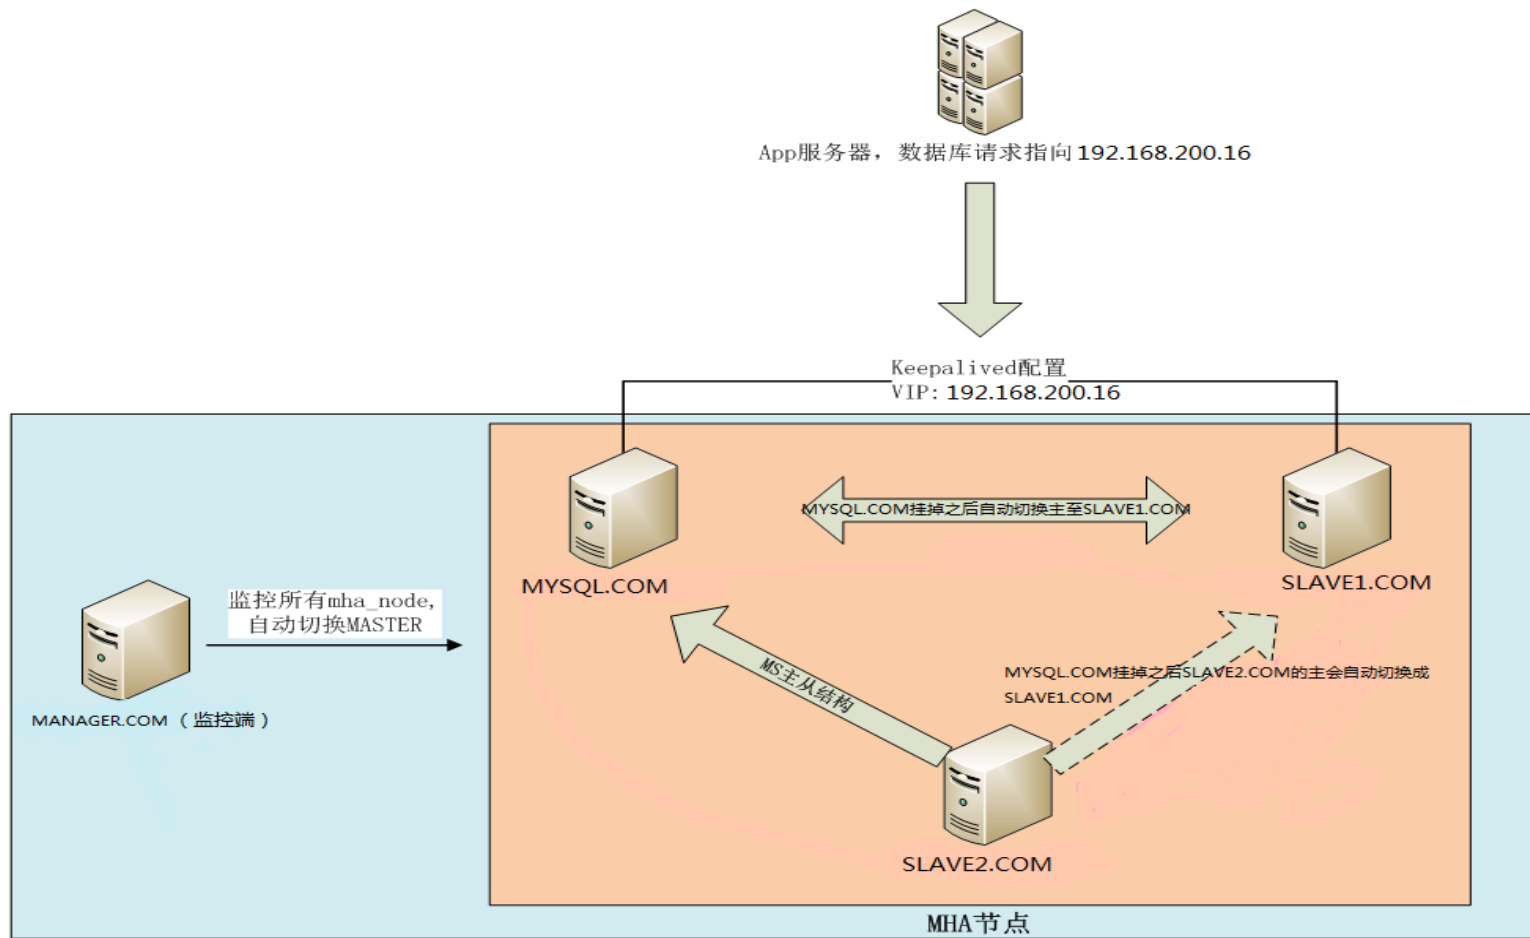 App服务器，数据库请求指向192.168.200.16
Keepalived配置
VIP: 192.168.200.16
MYSQL.COM挂掉之后自动切换主至SLAVE1.COM
MYSQL.COM
SLAVE1.COM
监控所有mha_node,
自动切换MASTER
MS主从结构
MYSQL.COM挂掉之后SLAVE2.COM的主会自动切换成
SLAVE1.COM
MANAGER.COM（监控端）
SLAVE2.COM
MHA节点